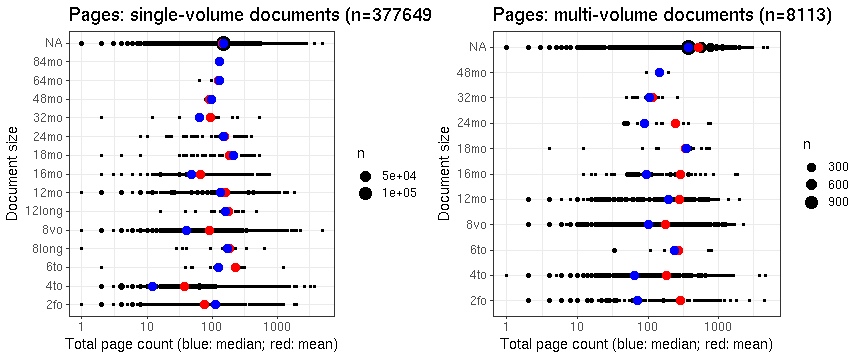 Pages: single-volume documents (n=377649
Document size
NA
84mo
64mo
48mo
32mo
24mo
18mo
16mo
12mo
12long
8vo
8long
6to
4to
2fo
1
10
100
1000
Total page count (blue: median; red: mean)
n
5e+04
1e+05
Pages: multi-volume documents (n=8113)
Document size
NA
48mo
32mo
24mo
18mo
16mo
12mo
8vo
6to
4to
2fo
1
10
100
1000
Total page count (blue: median; red: mean)
n
300
600
900